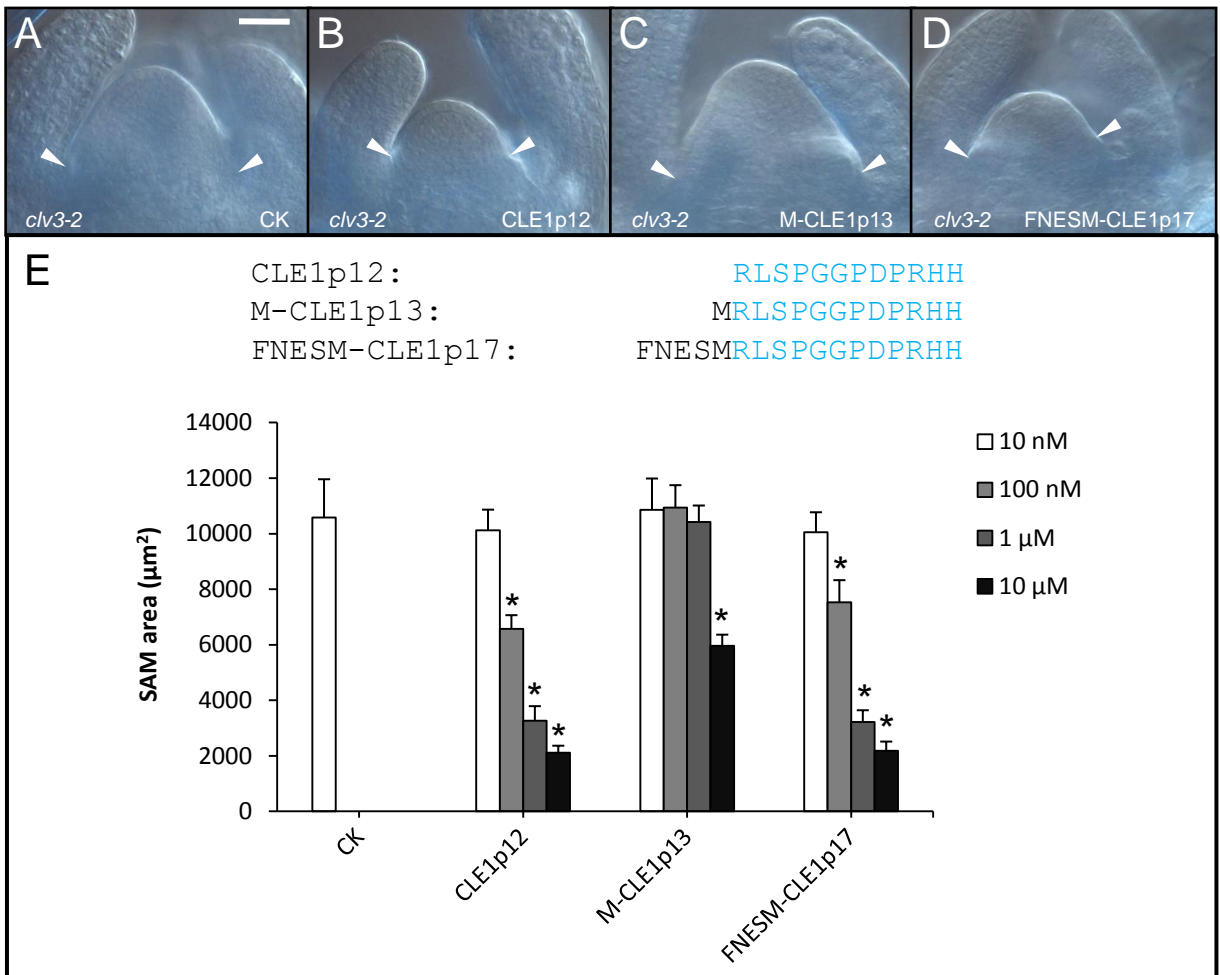 A
clv3-2
CK
B
clv3-2
CLE1p12
C
clv3-2
M-CLE1p13
D
clv3-2
FNESM-CLE1p17
E
CLE1p12: RLSPGGPDPRHH
M-CLE1p13: MRLSPGGPDPRHH
FNESM-CLE1p17: FNESMRLSPGGPDPRHH
SAM area (μm²)
14000
12000
10000
8000
6000
4000
2000
0
* * *
*
* * *
CK
CLE1p12
M-CLE1p13
FNESM-CLE1p17
10 nM
100 nM
1 μM
10 μM